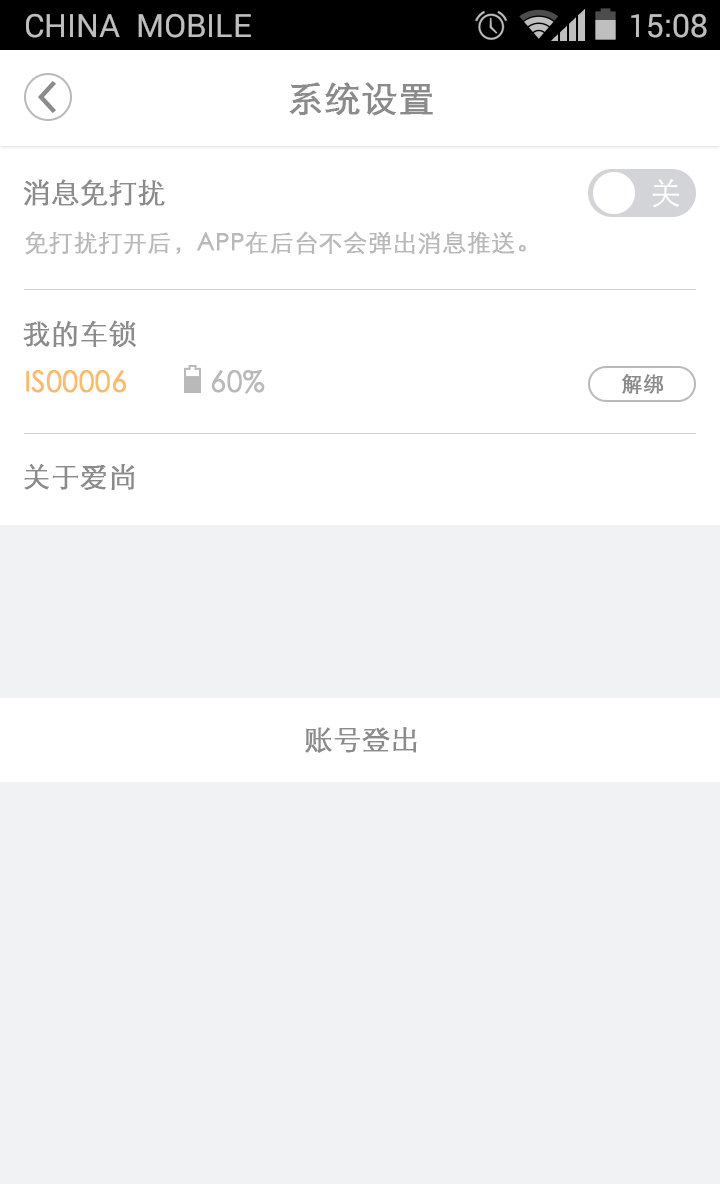 CHINA MOBILE 15:08
系统设置
消息免打扰 关
免打扰打开后，APP在后台不会弹出消息推送。
我的车锁
IS00006 60% 解绑
关于爱尚
账号登出